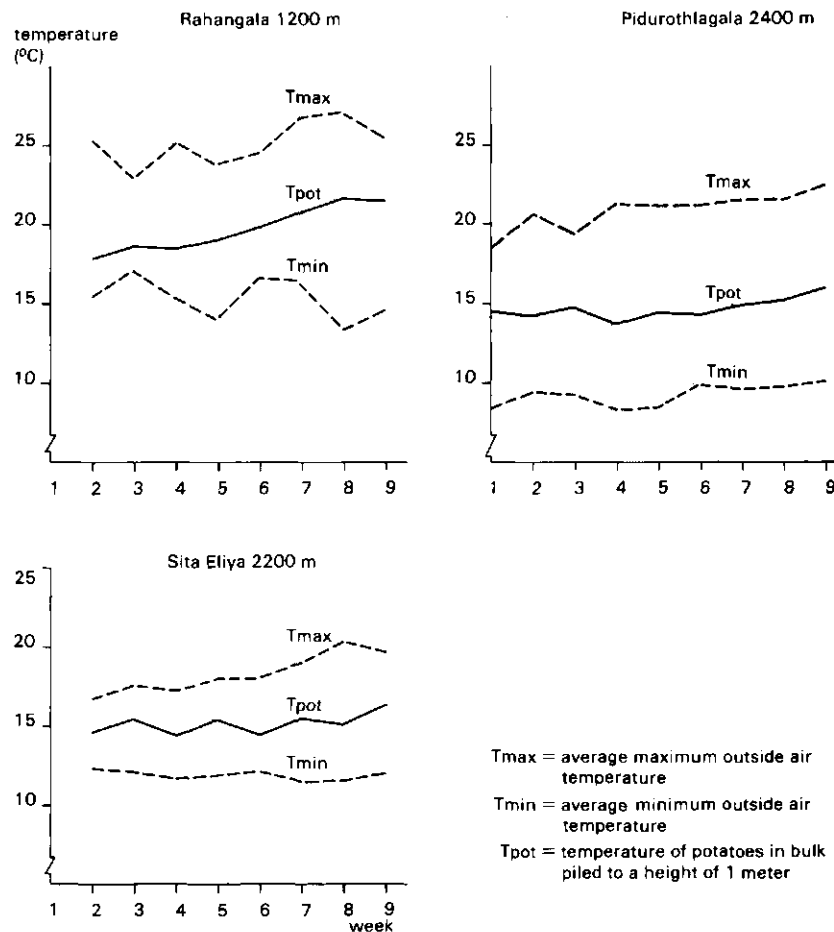 Rahangala 1200 m
temperature
(ºC)
Tmax
25
Tpot
20
Tmin
15
10
1 2 3 4 5 6 7 8 9
Pidurothlagala 2400 m
25
Tmax
20
Tpot
15
Tmin
10
1 2 3 4 5 6 7 8 9
Sita Eliya 2200 m
25
Tmax
20
Tpot
15
Tmin
10
1 2 3 4 5 6 7 8 9
week
Tmax = average maximum outside air
temperature
Tmin = average minimum outside air
temperature
Tpot = temperature of potatoes in bulk
piled to a height of 1 meter